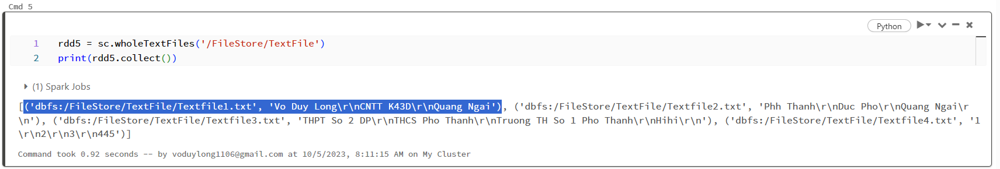 Cmd 5
Python
1 rdd5 = sc.wholeTextFiles('/FileStore/TextFile')
2 print(rdd5.collect())
(1) Spark Jobs
[('dbfs:/FileStore/TextFile/Textfile1.txt', 'Vo Duy Long\r\nCNTT K43D\r\nQuang Ngai'), ('dbfs:/FileStore/TextFile/Textfile2.txt', 'Phh Thanh\r\nDuc Pho\r\nQuang Ngai\r
\n'), ('dbfs:/FileStore/TextFile/Textfile3.txt', 'THPT So 2 DP\r\nTHCS Pho Thanh\r\nTruong TH So 1 Pho Thanh\r\nHihi\r\n'), ('dbfs:/FileStore/TextFile/Textfile4.txt', '1
\r\n2\r\n3\r\n445')]
Command took 0.92 seconds -- by voduylong1106@gmail.com at 10/5/2023, 8:11:15 AM on My Cluster